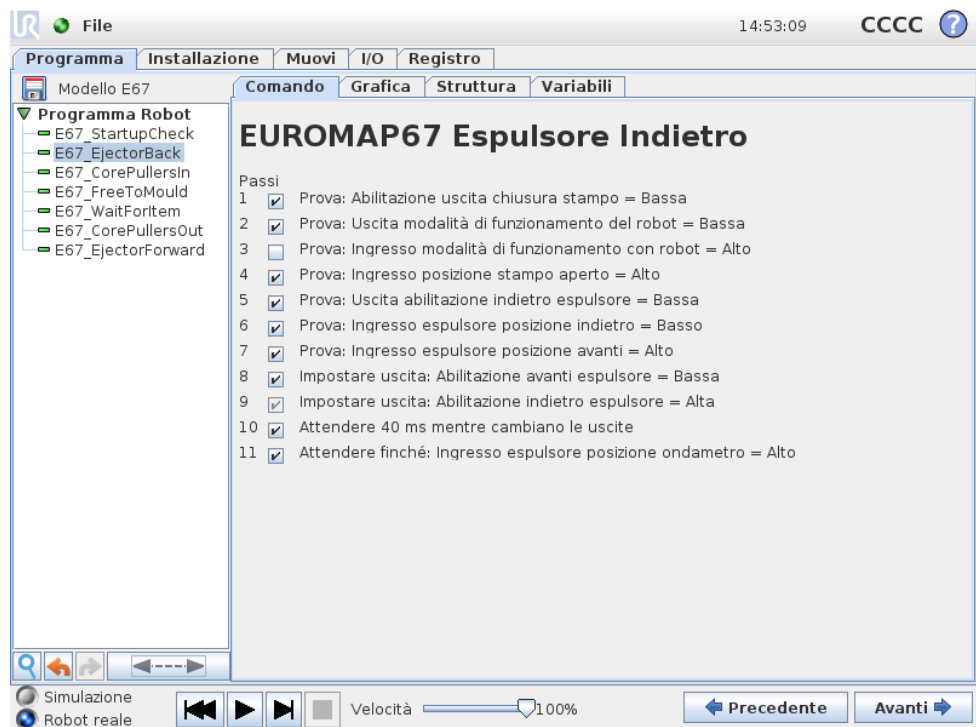 UR File 14:53:09 CCCC ?
Programma Installazione Muovi I/O Registro
Modello E67 Comando Grafica Struttura Variabili
Programma Robot
E67_StartupCheck
E67_EjectorBack
E67_CorePullersIn
E67_FreeToMould
E67_WaitForItem
E67_CorePullersOut
E67_EjectorForward
EUROMAP67 Espulsore Indietro
Passi
1 Prova: Abilitazione uscita chiusura stampo = Bassa
2 Prova: Uscita modalità di funzionamento del robot = Bassa
3 Prova: Ingresso modalità di funzionamento con robot = Alto
4 Prova: Ingresso posizione stampo aperto = Alto
5 Prova: Uscita abilitazione indietro espulsore = Bassa
6 Prova: Ingresso espulsore posizione indietro = Basso
7 Prova: Ingresso espulsore posizione avanti = Alto
8 Impostare uscita: Abilitazione avanti espulsore = Bassa
9 Impostare uscita: Abilitazione indietro espulsore = Alta
10 Attendere 40 ms mentre cambiano le uscite
11 Attendere finché: Ingresso espulsore posizione ondametro = Alto
Simulazione
Robot reale
Velocità 100% Precedente Avanti